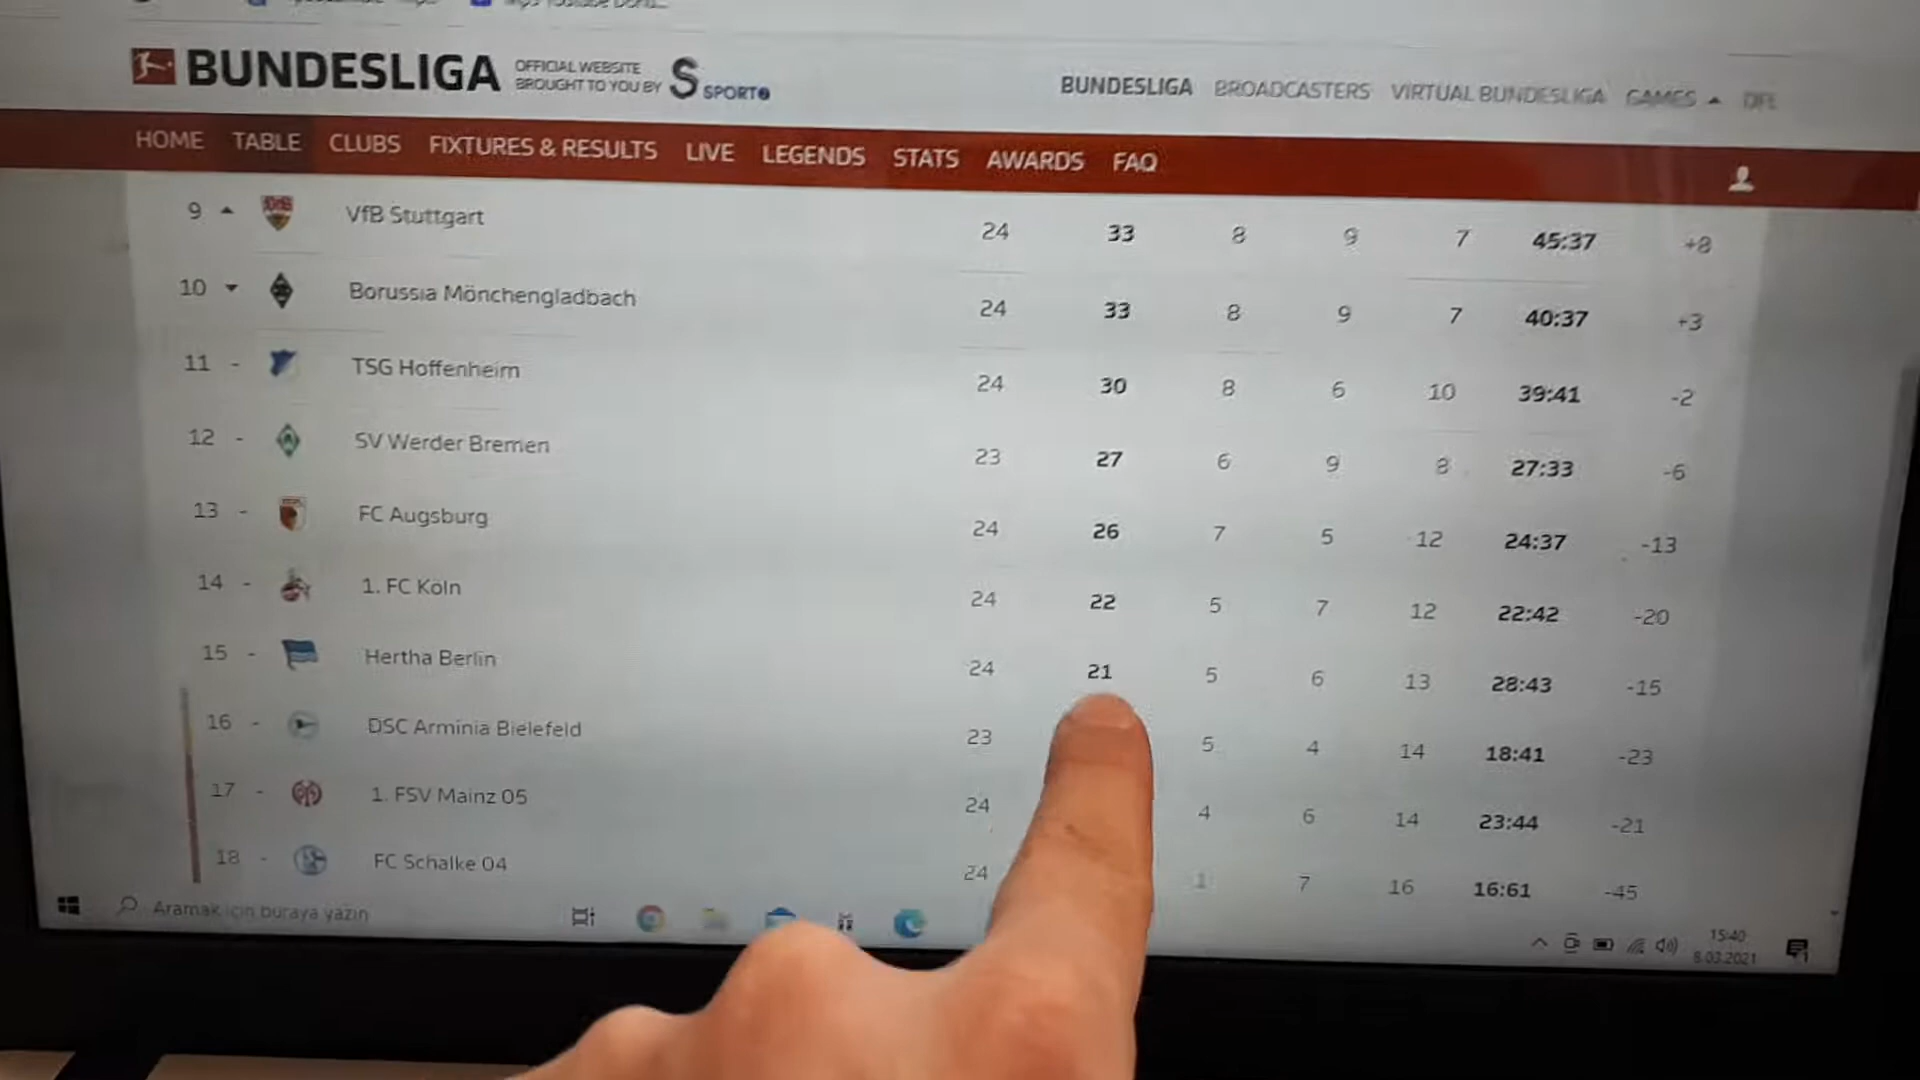 BUNDESLIGA OFFICIAL WEBSITE BROUGHT TO YOU BY S SPORT
BUNDESLIGA BROADCASTERS VIRTUAL BUNDESLIGA GAMES DFL
HOME TABLE CLUBS FIXTURES & RESULTS LIVE LEGENDS STATS AWARDS FAQ
9 VfB Stuttgart 24 33 8 9 7 45:37 +8
10 Borussia Mönchengladbach 24 33 8 9 7 40:37 +3
11 - TSG Hoffenheim 24 30 8 6 10 39:41 -2
12 - SV Werder Bremen 23 27 6 9 8 27:33 -6
13 - FC Augsburg 24 26 7 5 12 24:37 -13
14 - 1. FC Köln 24 22 5 7 12 22:42 -20
15 - Hertha Berlin 24 21 5 6 13 28:43 -15
16 - DSC Arminia Bielefeld 23 5 4 14 18:41 -23
17 - 1. FSV Mainz 05 24 4 6 14 23:44 -21
18 - FC Schalke 04 24 1 7 16 16:61 -45
Aramak için buraya yazın
15:40
8.03.2021